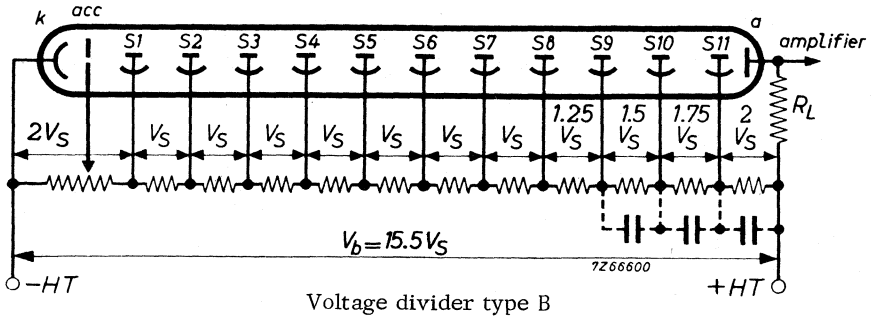 k acc a
S1 S2 S3 S4 S5 S6 S7 S8 S9 S10 S11 amplifier
RL
1.25 1.5 1.75 2
2VS VS VS VS VS VS VS VS VS VS VS VS
Vb=15.5VS
7Z66600
-HT +HT
Voltage divider type B